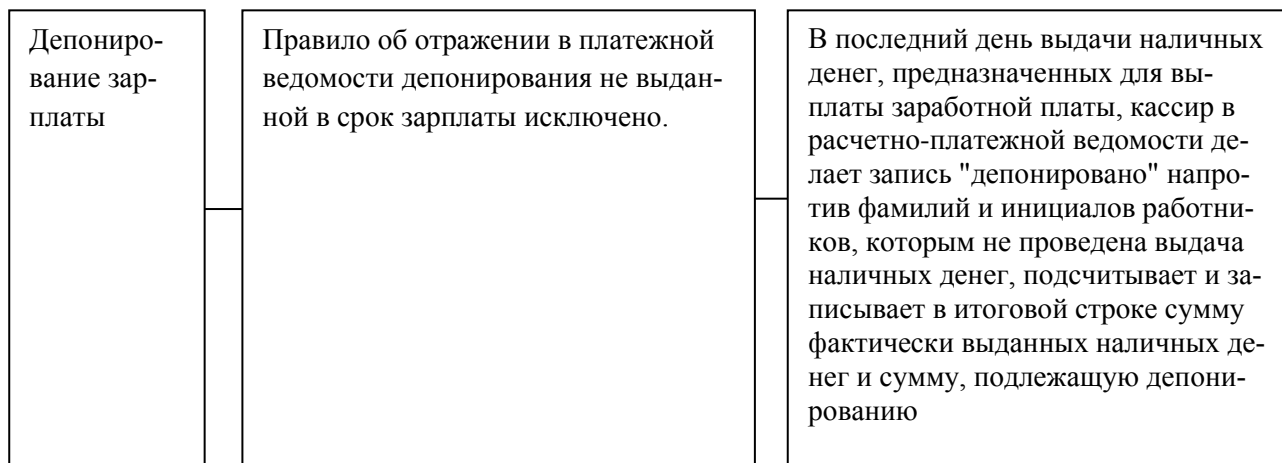 Депониро-
вание зар-
платы
Правило об отражении в платежной
ведомости депонирования не выдан-
ной в срок зарплаты исключено.
В последний день выдачи наличных
денег, предназначенных для вы-
платы заработной платы, кассир в
расчетно-платежной ведомости де-
лает запись "депонировано" напро-
тив фамилий и инициалов работни-
ков, которым не проведена выдача
наличных денег, подсчитывает и за-
писывает в итоговой строке сумму
фактически выданных наличных де-
нег и сумму, подлежащую депони-
рованию